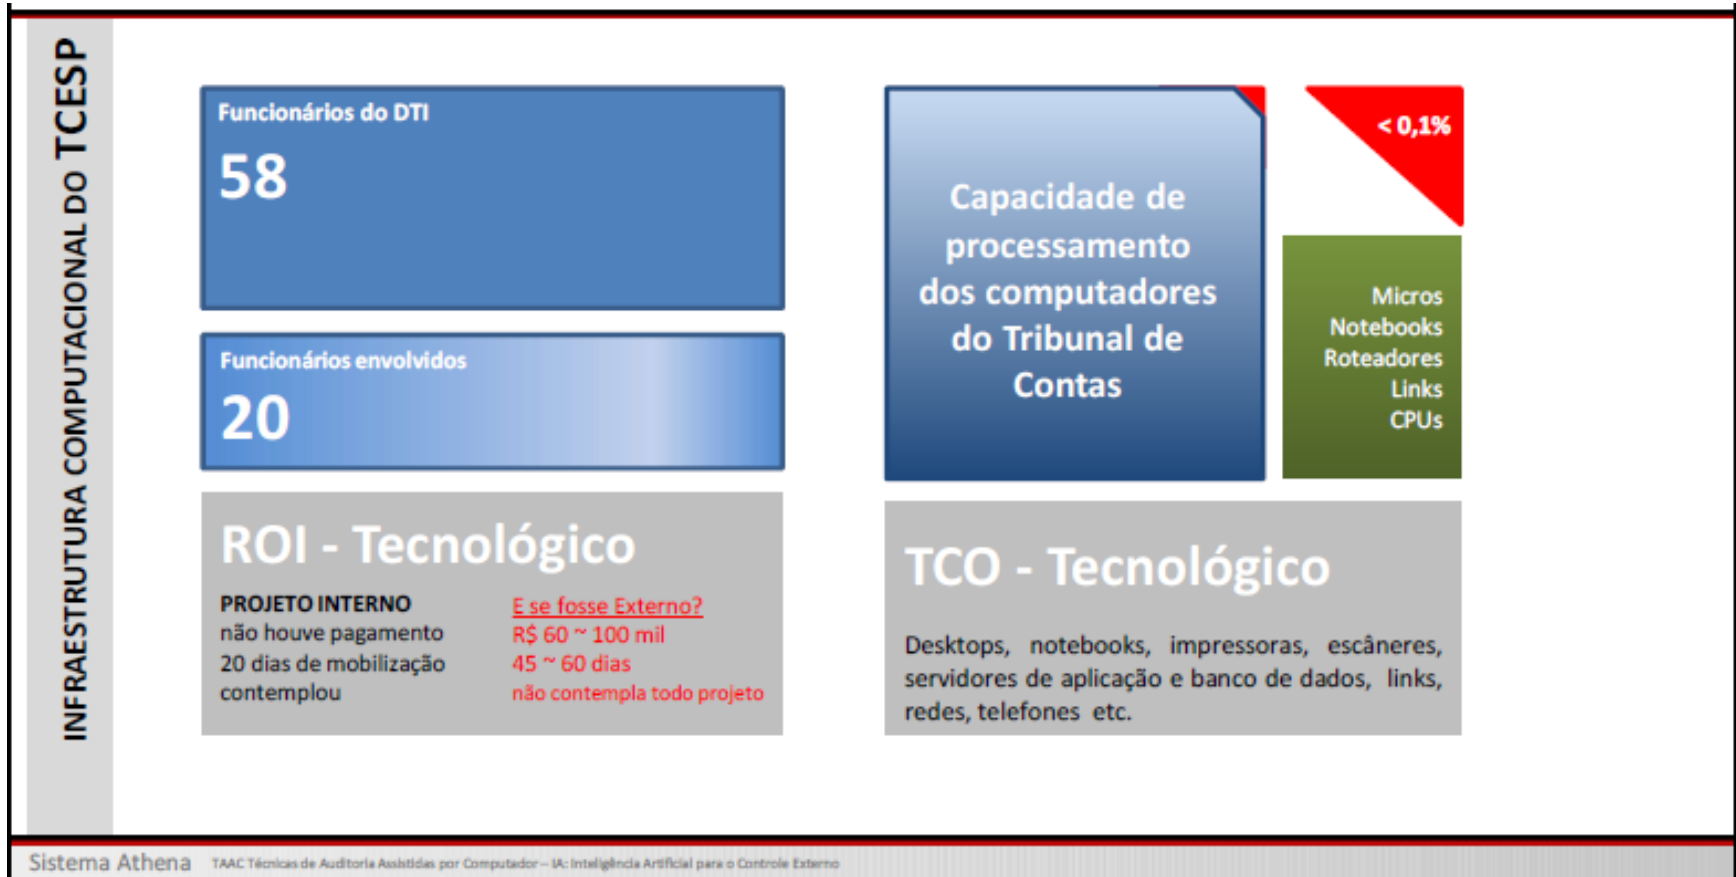 INFRAESTRUTURA COMPUTACIONAL DO TCESP
Funcionários do DTI
58
Funcionários envolvidos
20
ROI - Tecnológico
PROJETO INTERNO
não houve pagamento
20 dias de mobilização
contemplou
E se fosse Externo?
R$ 60 ~ 100 mil
45 ~ 60 dias
não contempla todo projeto
Capacidade de
processamento
dos computadores
do Tribunal de
Contas
< 0,1%
Micros
Notebooks
Roteadores
Links
CPUs
TCO - Tecnológico
Desktops, notebooks, impressoras, escâneres,
servidores de aplicação e banco de dados, links,
redes, telefones etc.
Sistema Athena TAAC Técnicas de Auditoria Assistidas por Computador – IA: Inteligência Artificial para o Controle Externo